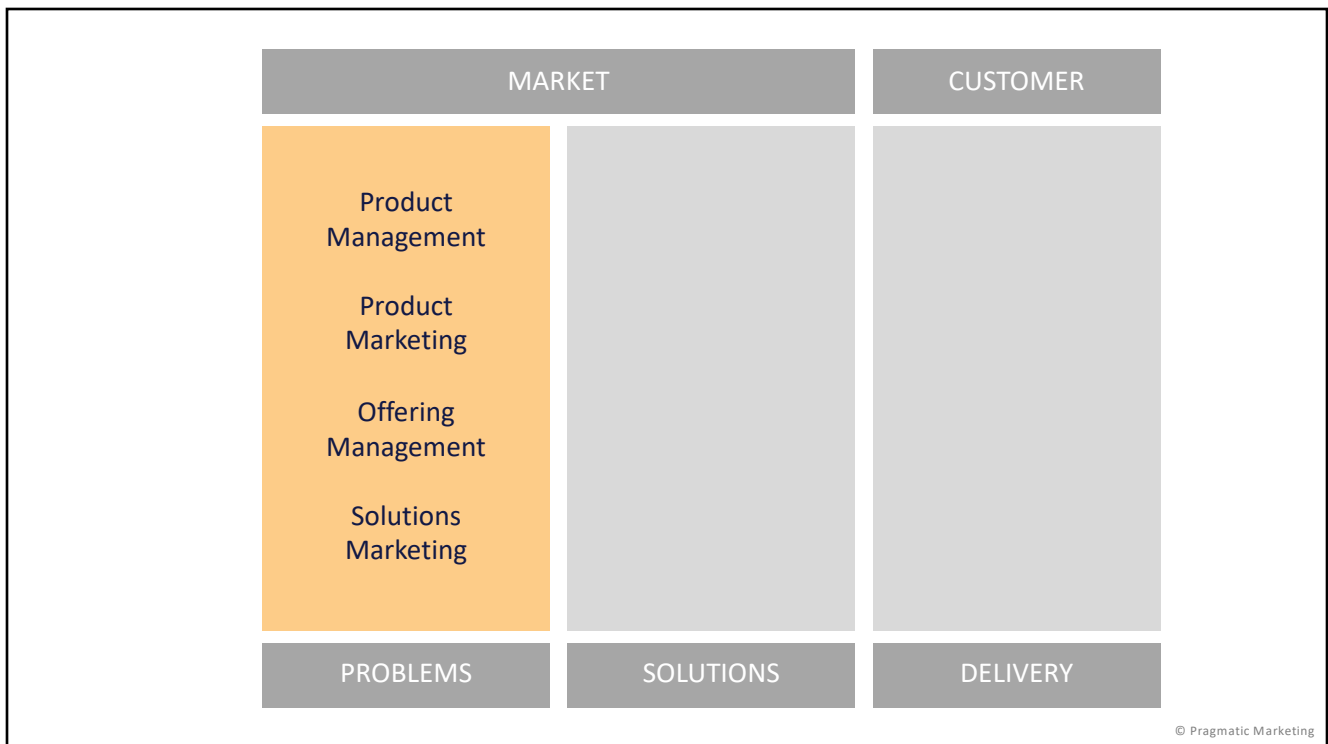 MARKET
CUSTOMER
Product
Management
Product
Marketing
Offering
Management
Solutions
Marketing
PROBLEMS
SOLUTIONS
DELIVERY
© Pragmatic Marketing